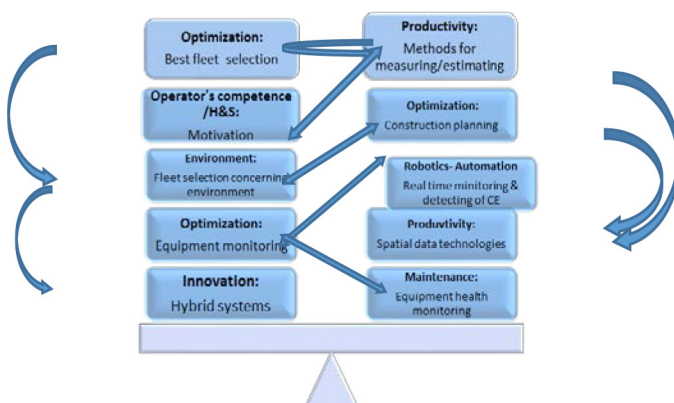 Optimization:
Best fleet selection
Operator's competence
/H&S:
Motivation
Environment:
Fleet selection concerning
environment
Optimization:
Equipment monitoring
Innovation:
Hybrid systems
Productivity:
Methods for
measuring/estimating
Optimization:
Construction planning
Robotics- Automation
Real time minitoring &
detecting of CE
Produvtivity:
Spatial data technologies
Maintenance:
Equipment health
monitoring